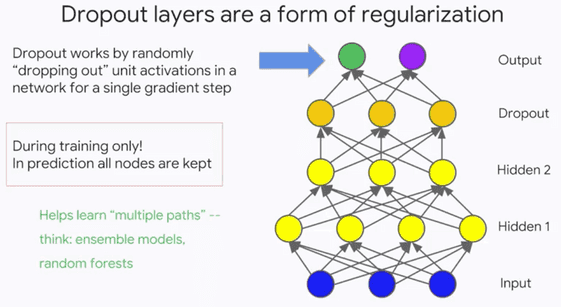 Dropout layers are a form of regularization
Dropout works by randomly
“dropping out” unit activations in a
network for a single gradient step
During training only!
In prediction all nodes are kept
Helps learn “multiple paths” --
think: ensemble models,
random forests
Output
Dropout
Hidden 2
Hidden 1
Input